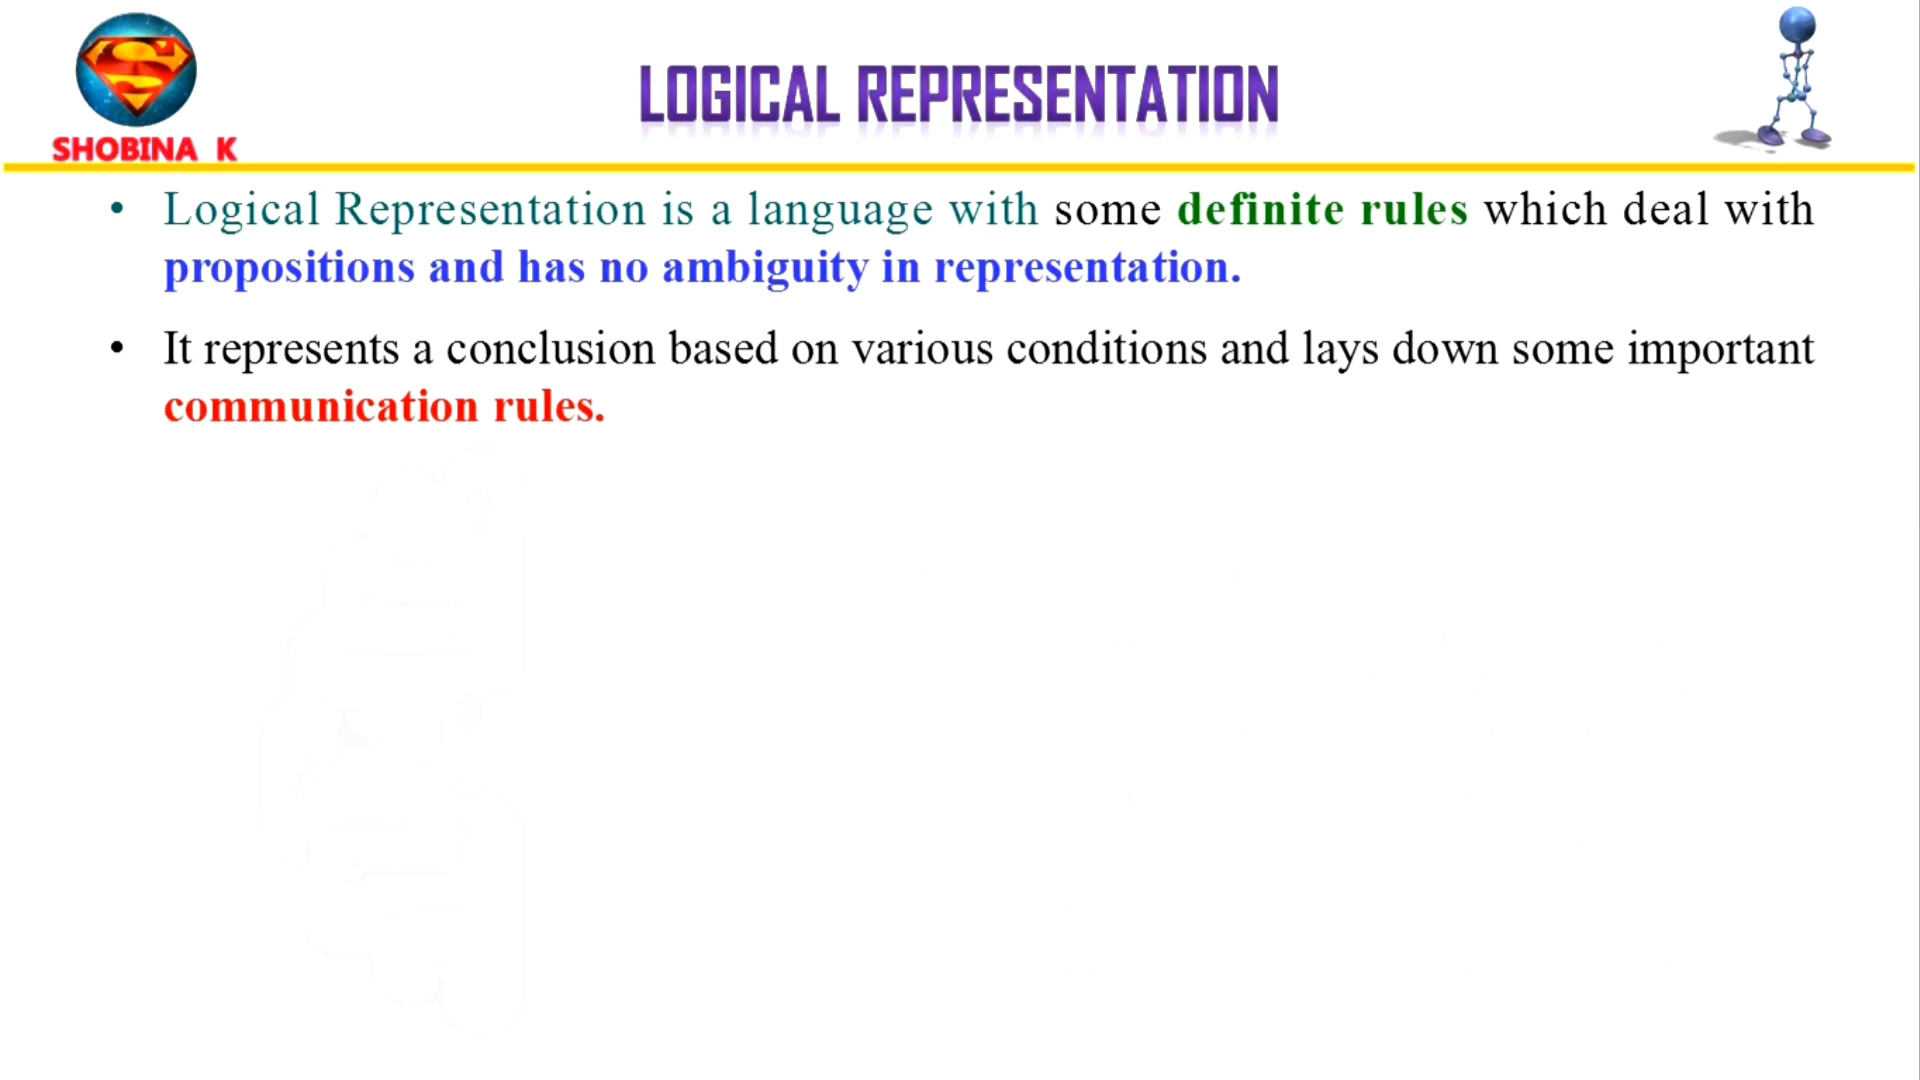 LOGICAL REPRESENTATION
SHOBINA K
• Logical Representation is a language with some definite rules which deal with
propositions and has no ambiguity in representation.
• It represents a conclusion based on various conditions and lays down some important
communication rules.